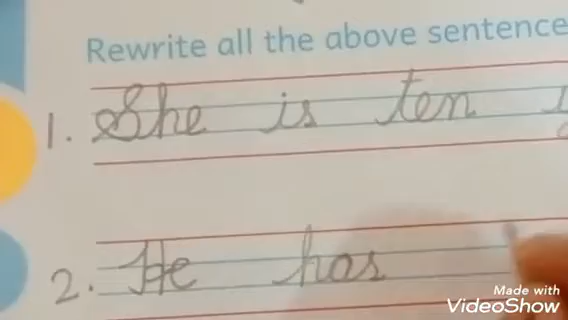 Rewrite all the above sentence
1. She is ten
2. He has
Made with
VideoShow